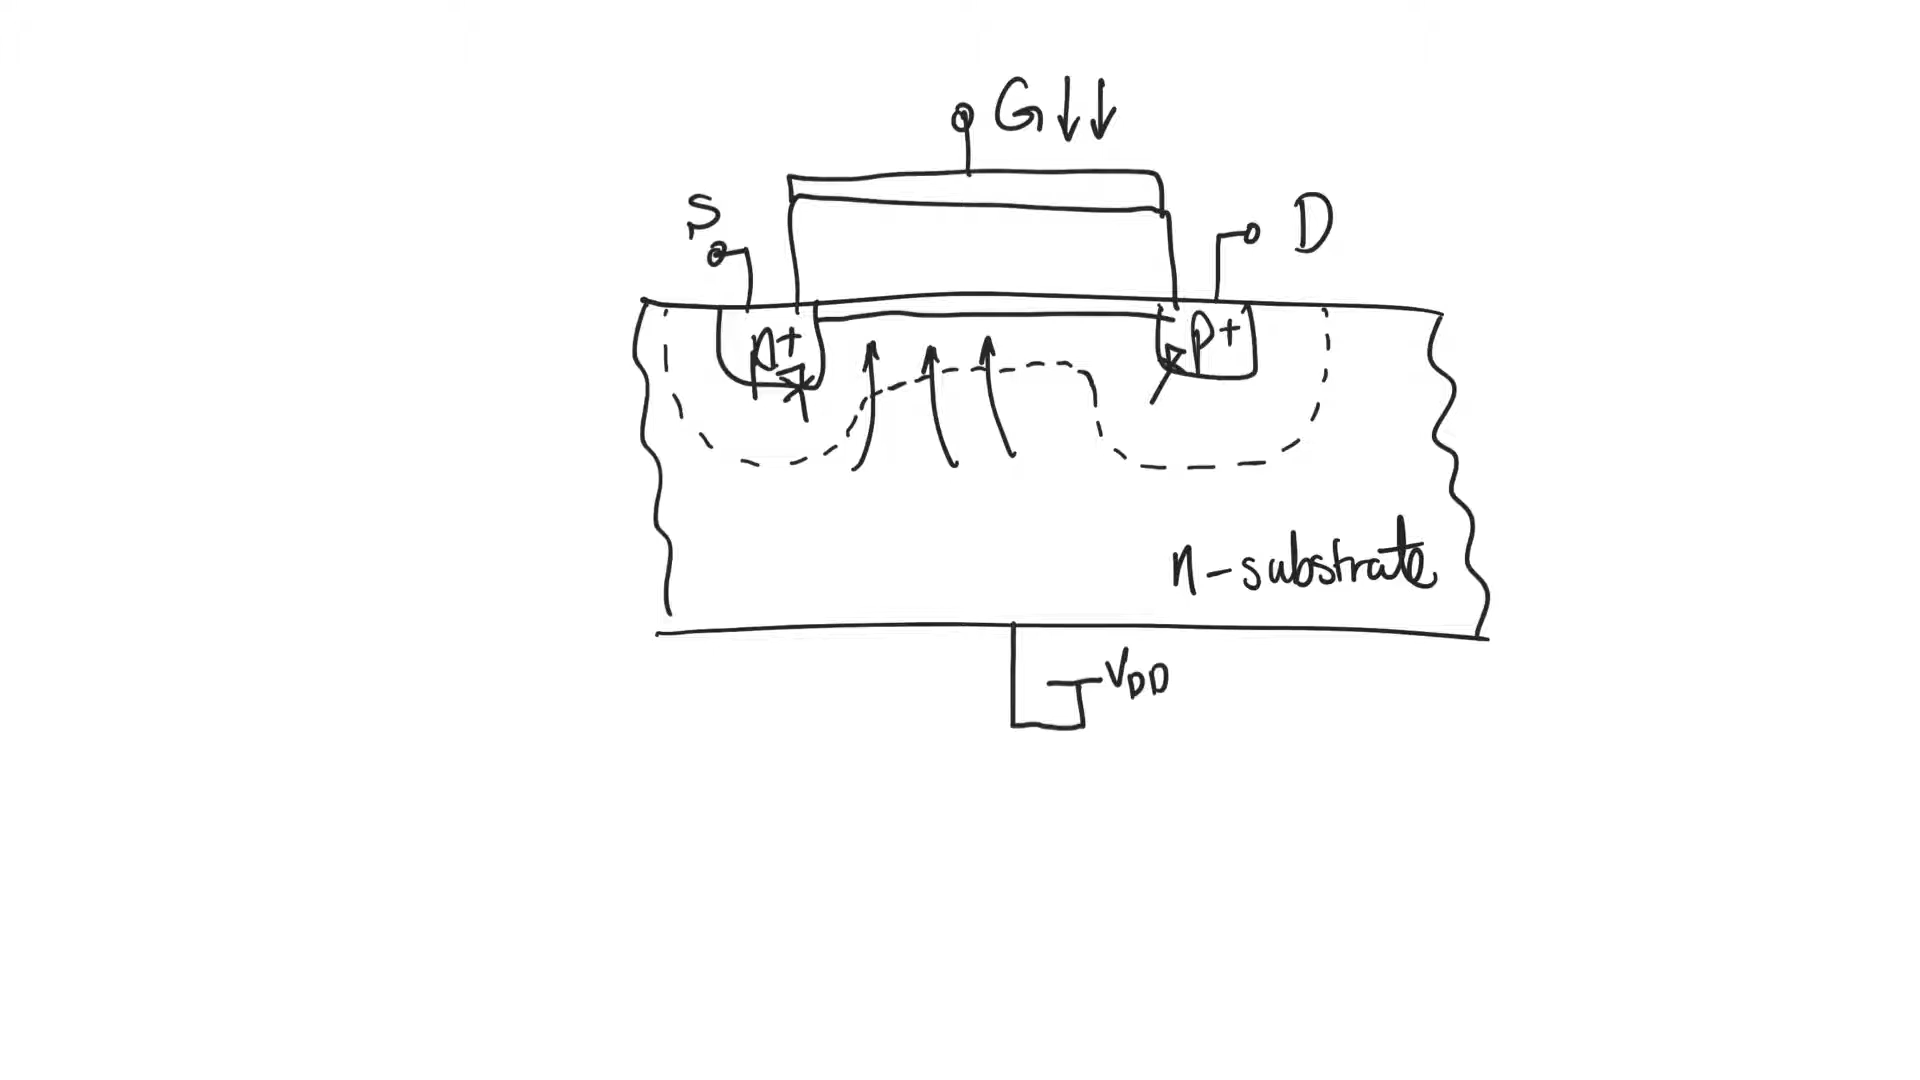 G↓↓
S
D
p+
p+
n-substrate
VDD